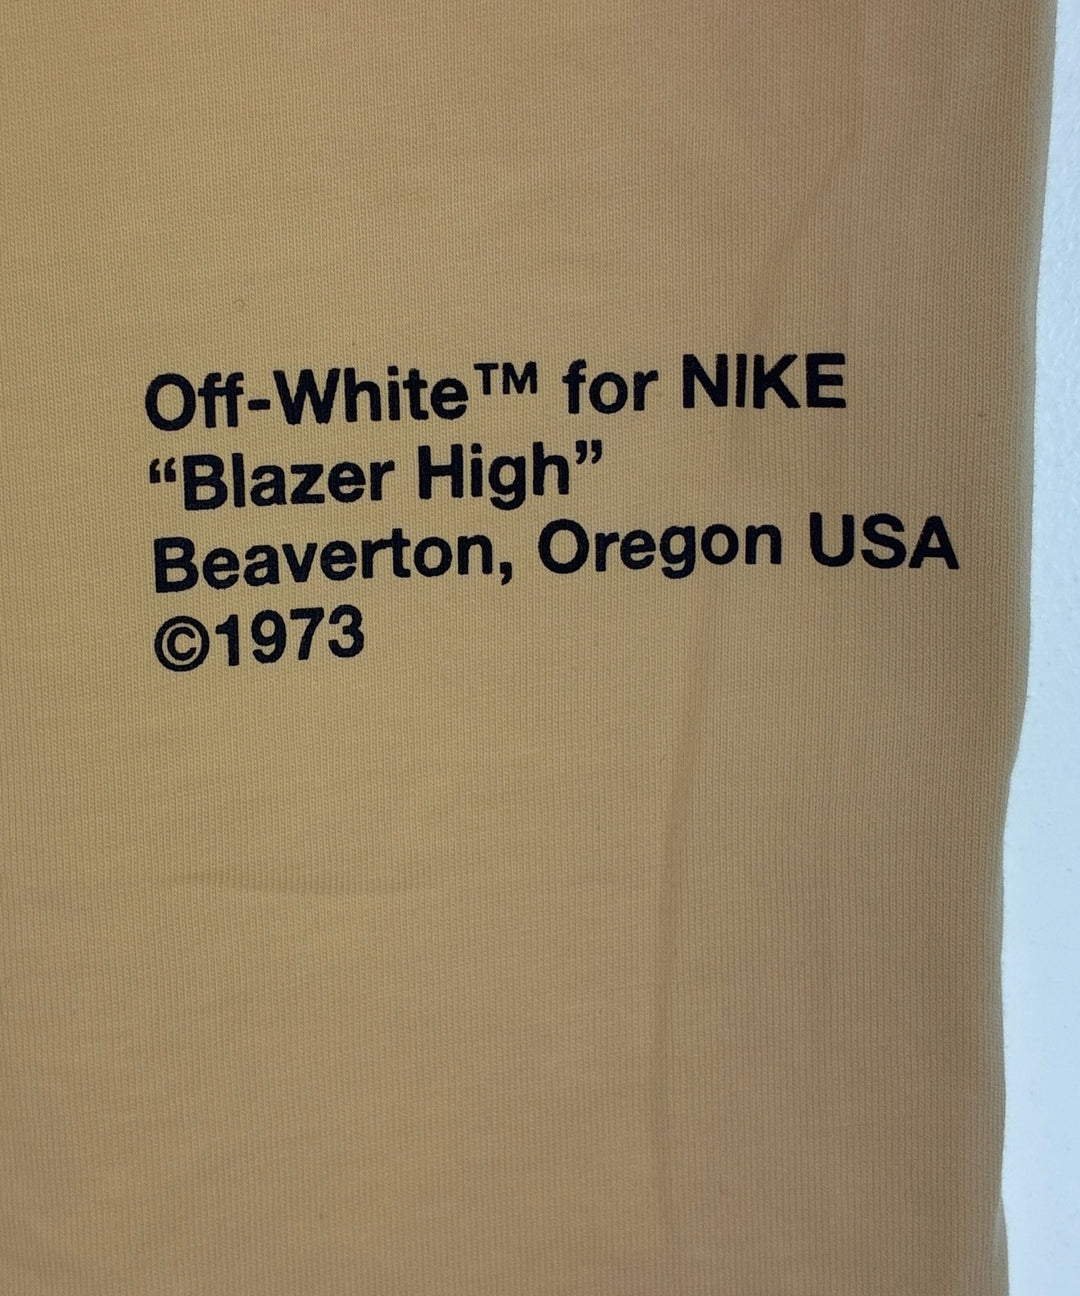 Off-White™ for NIKE
“Blazer High”
Beaverton, Oregon USA
©1973